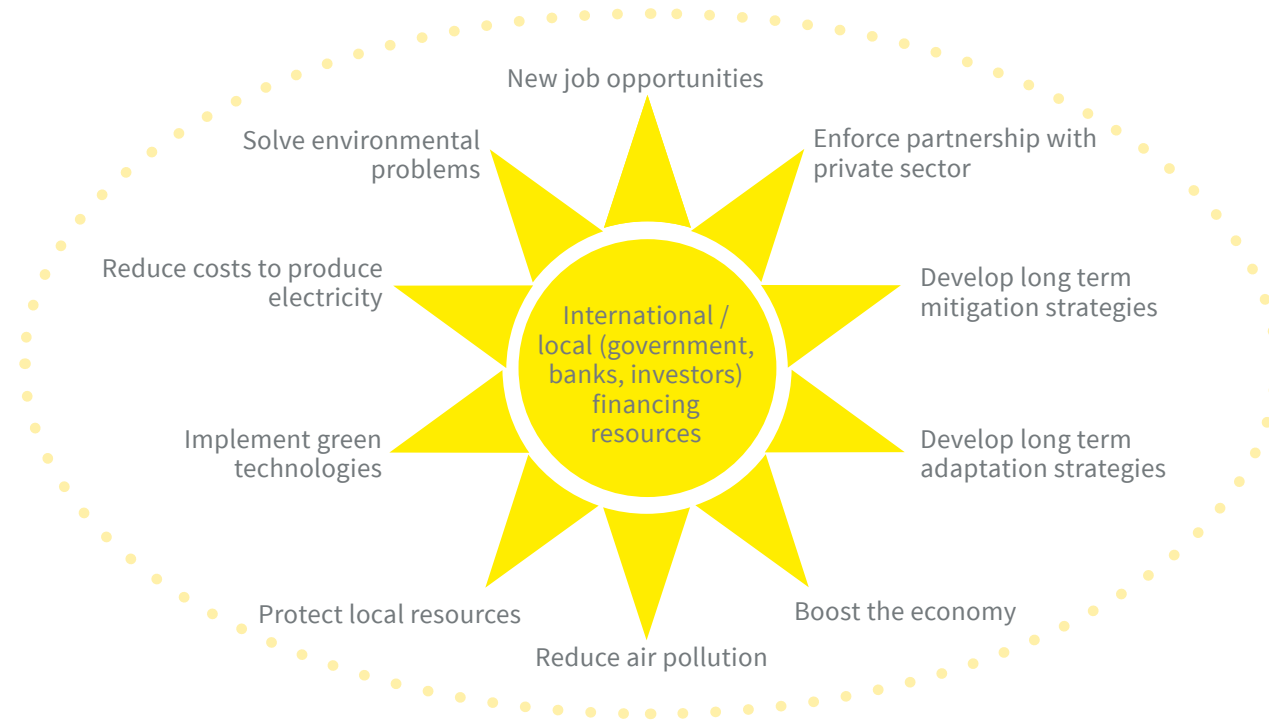 New job opportunities
Solve environmental
problems
Enforce partnership with
private sector
Reduce costs to produce
electricity
Develop long term
mitigation strategies
International /
local (government,
banks, investors)
financing
resources
Implement green
technologies
Develop long term
adaptation strategies
Protect local resources
Boost the economy
Reduce air pollution